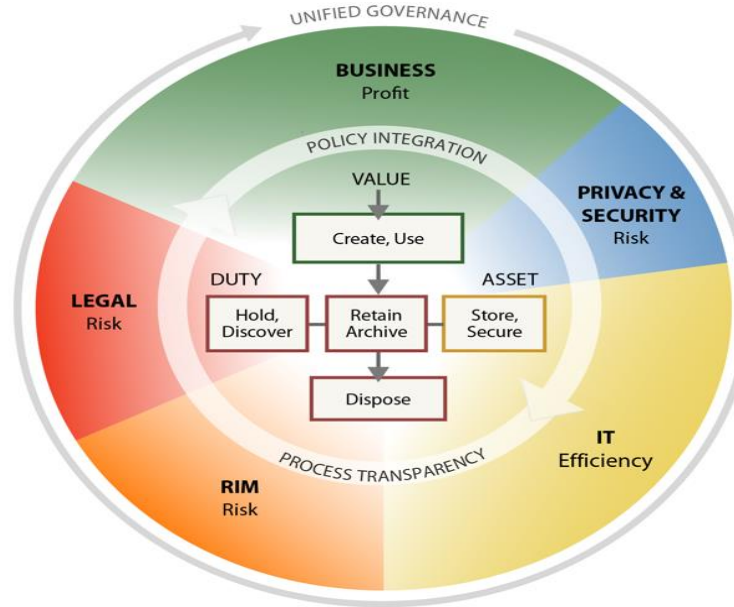 UNIFIED GOVERNANCE
BUSINESS
Profit
POLICY INTEGRATION
VALUE
PRIVACY &
SECURITY
Risk
Create, Use
DUTY
ASSET
LEGAL
Risk
Hold,
Discover
Retain
Archive
Store,
Secure
Dispose
IT
Efficiency
PROCESS TRANSPARENCY
RIM
Risk